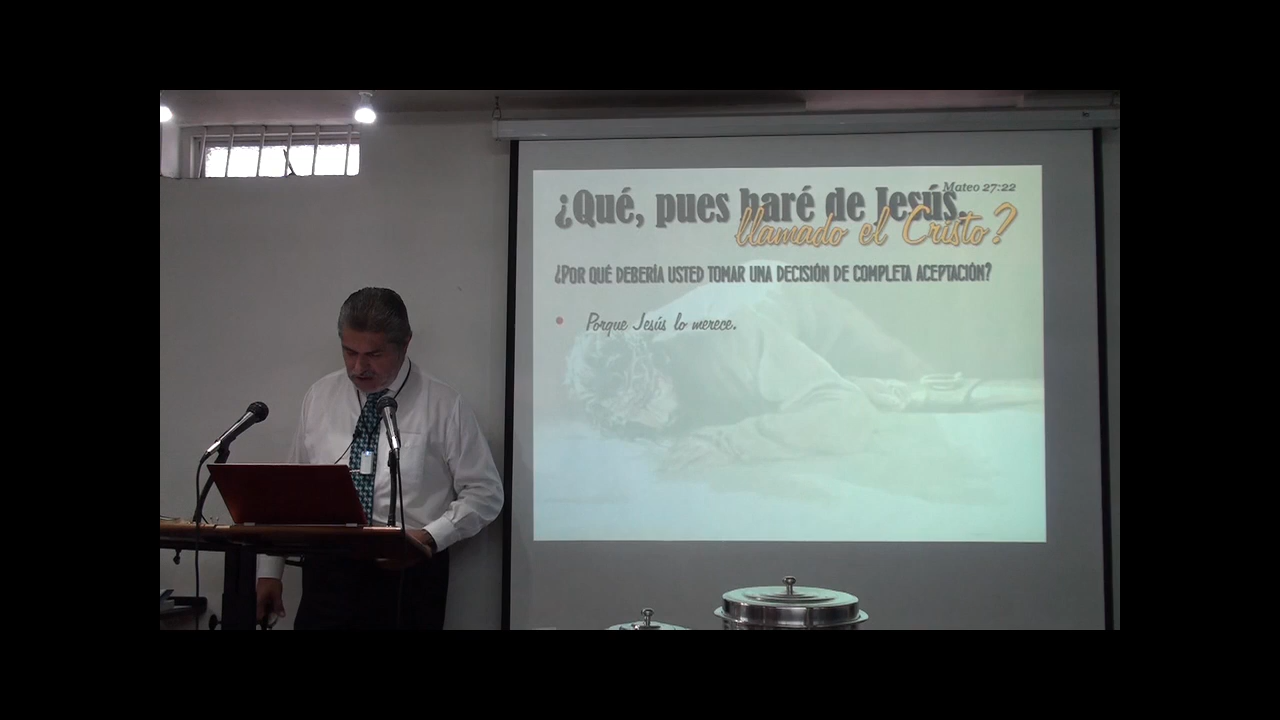 Mateo 27:22
¿Qué, pues haré de Jesús,
llamado el Cristo?
¿POR QUÉ DEBERÍA USTED TOMAR UNA DECISIÓN DE COMPLETA ACEPTACIÓN?
• Porque Jesús lo merece.